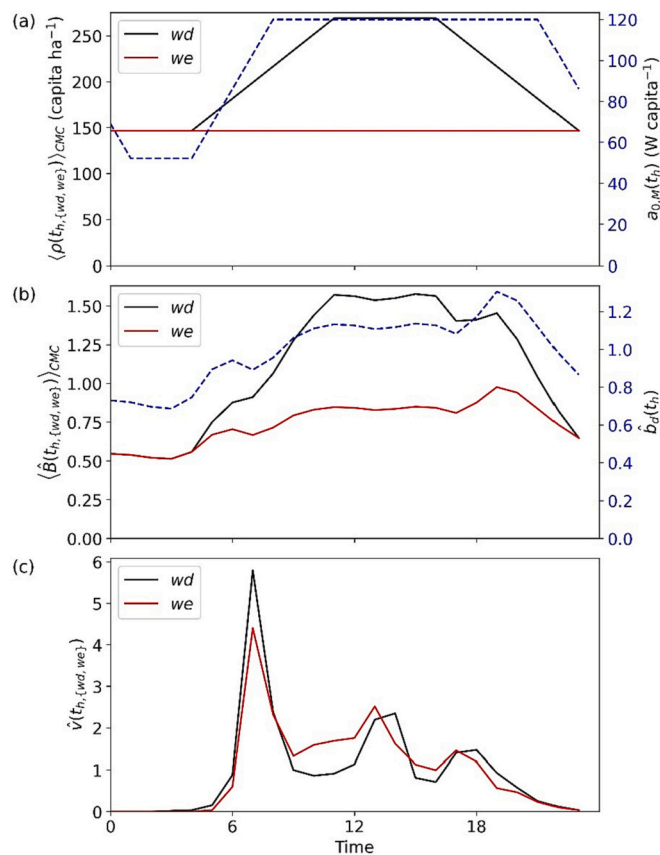 (a)
wd
we
250
200
150
100
50
0
⟨ρ(t_{h,{wd,we}})⟩_{CMC} (capita ha⁻¹)
120
100
80
60
40
20
0
a_{0,M}(t_h) (W capita⁻¹)
(b)
wd
we
1.50
1.25
1.00
0.75
0.50
0.25
0.00
⟨B̂(t_{h,{wd,we}})⟩_{CMC}
1.2
1.0
0.8
0.6
0.4
0.2
0.0
b̂_d(t_h)
(c)
wd
we
6
5
4
3
2
1
0
v̂(t_{h,{wd,we}})
0
6
12
18
Time